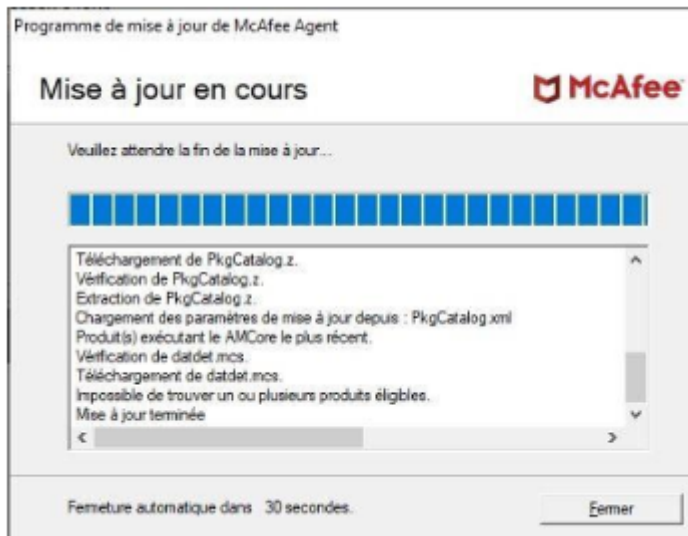 Programme de mise à jour de McAfee Agent
Mise à jour en cours
McAfee
Veuillez attendre la fin de la mise à jour...
Téléchargement de PkgCatalog.z.
Vérification de PkgCatalog.z.
Extraction de PkgCatalog.z.
Chargement des paramètres de mise à jour depuis : PkgCatalog.xml
Produit(s) exécutant le AMCore le plus récent.
Vérification de datdet.mcs.
Téléchargement de datdet.mcs.
Impossible de trouver un ou plusieurs produits éligibles.
Mise à jour terminée
Fermeture automatique dans 30 secondes.
Fermer